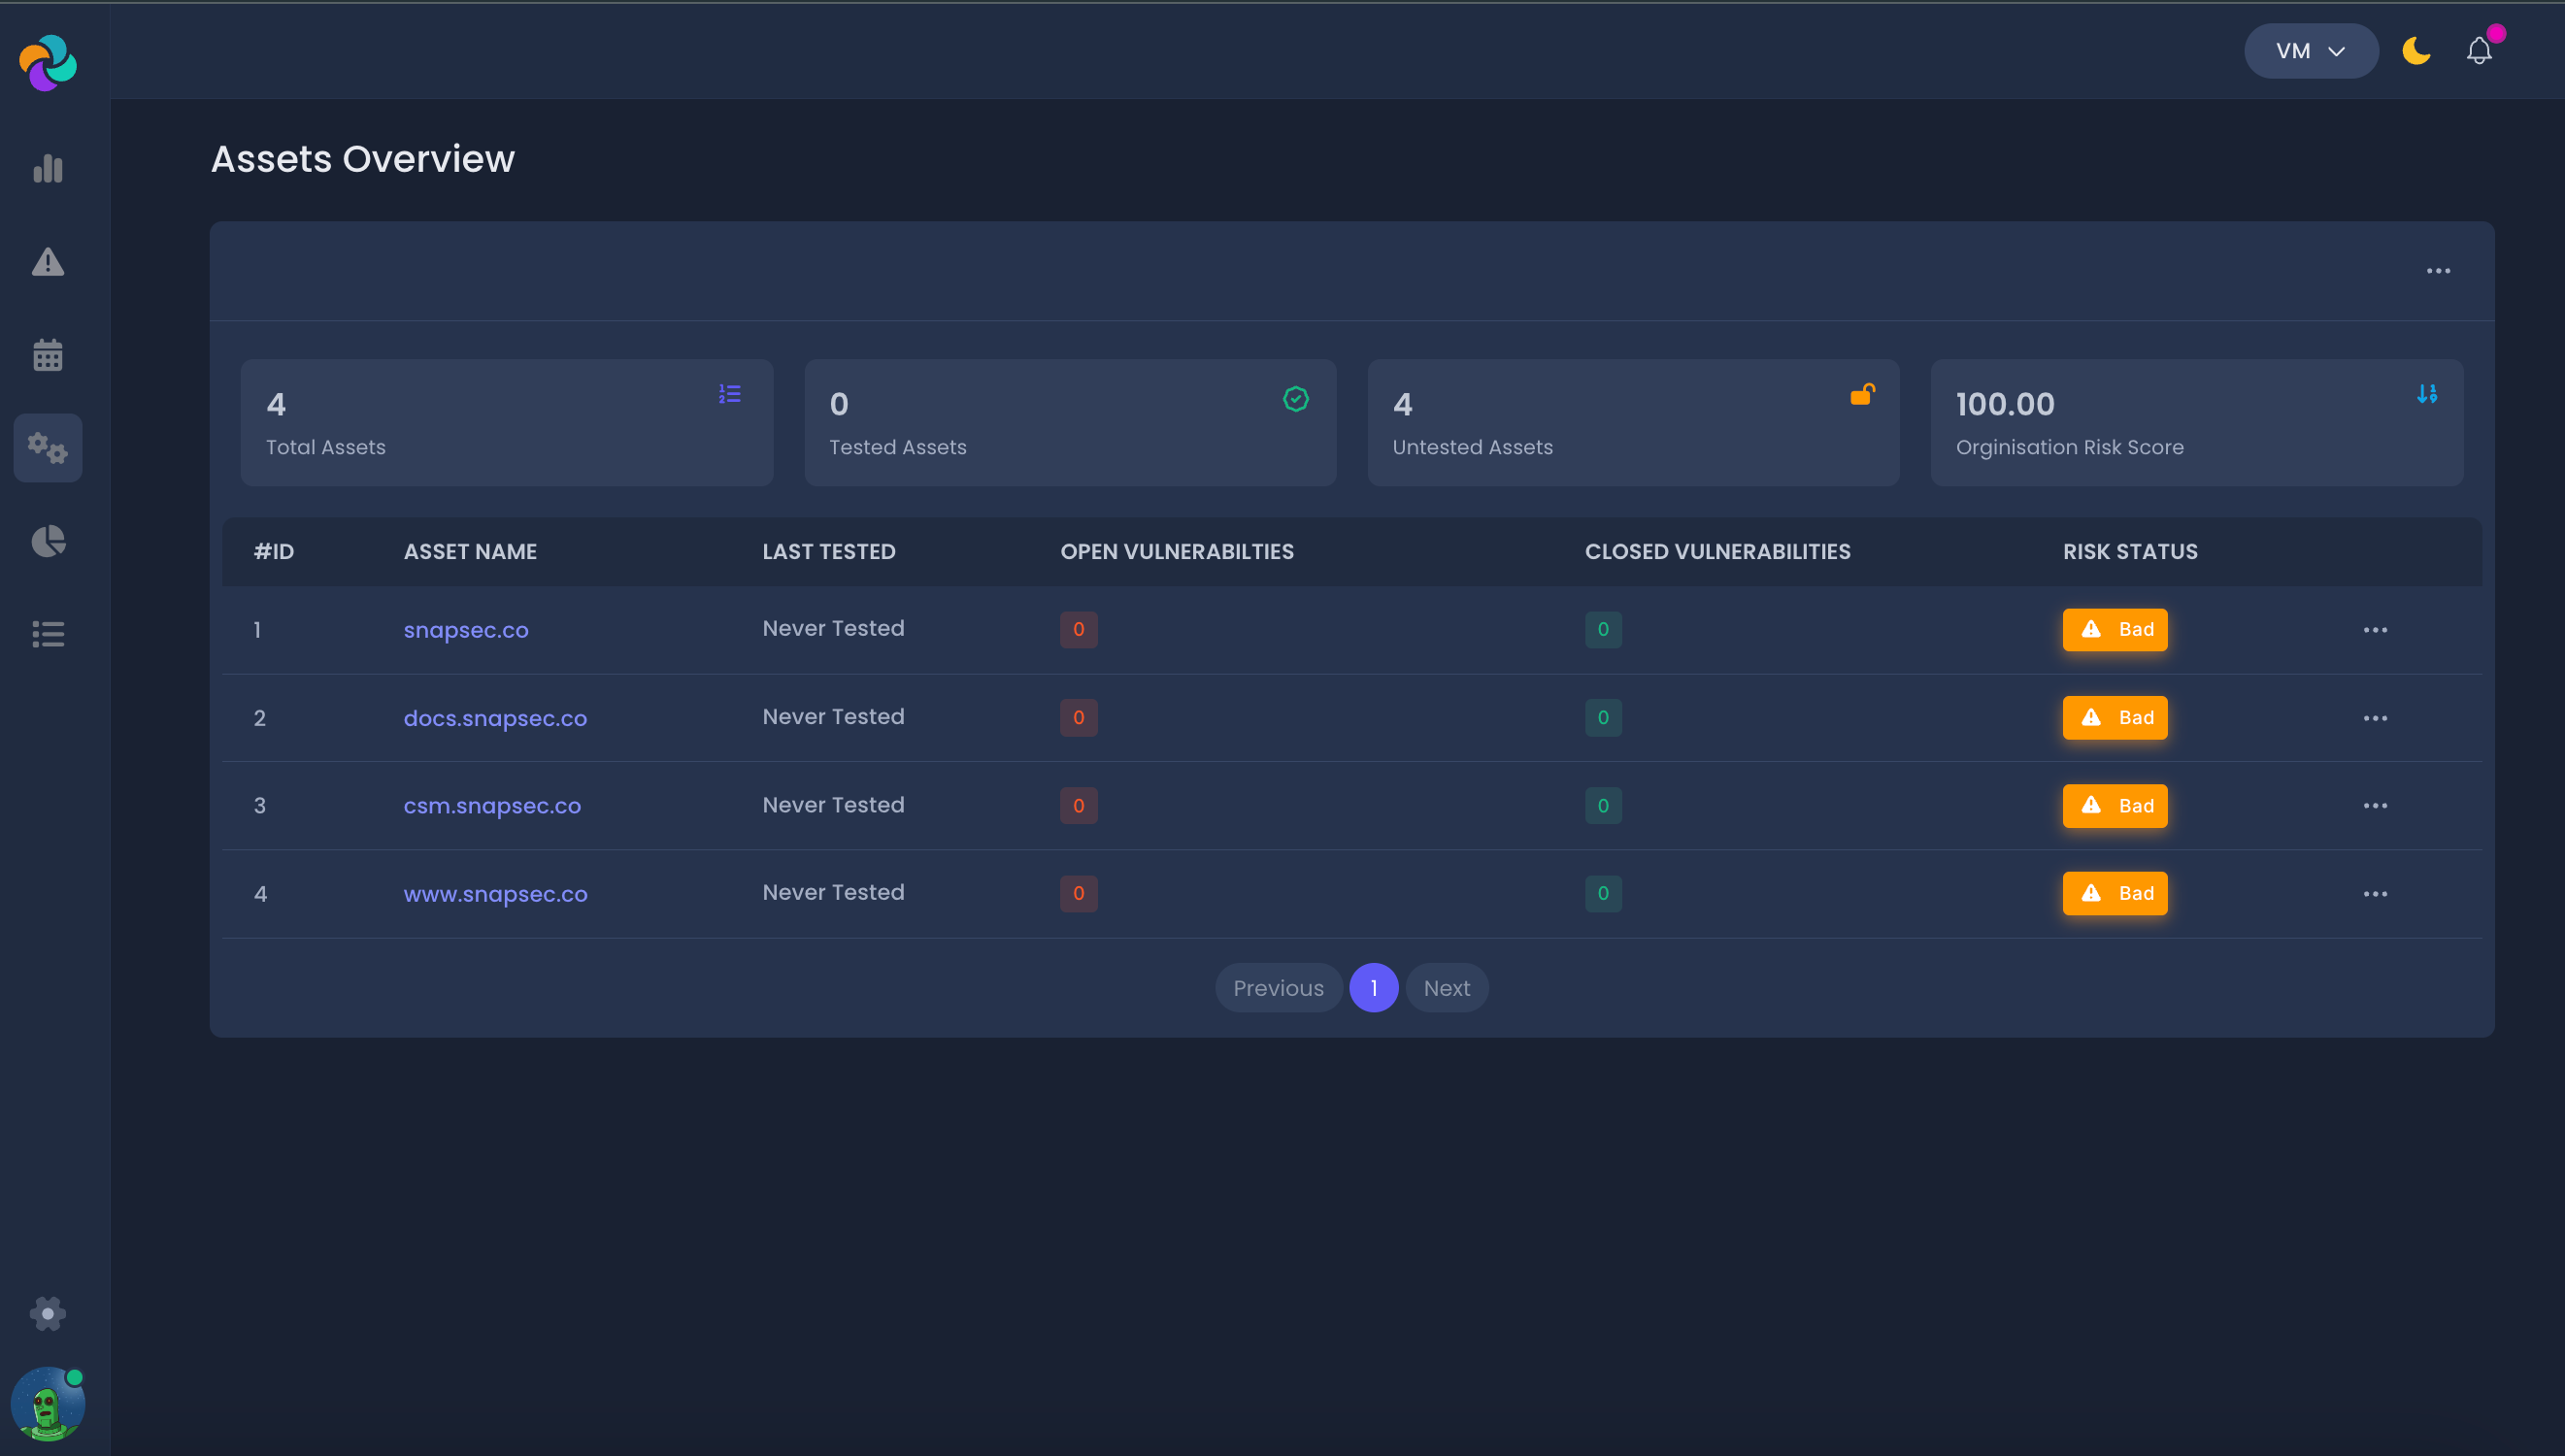 VM
Assets Overview
4
Total Assets
0
Tested Assets
4
Untested Assets
100.00
Orginisation Risk Score
#ID ASSET NAME LAST TESTED OPEN VULNERABILTIES CLOSED VULNERABILITIES RISK STATUS
1 snapsec.co Never Tested 0 0 Bad
2 docs.snapsec.co Never Tested 0 0 Bad
3 csm.snapsec.co Never Tested 0 0 Bad
4 www.snapsec.co Never Tested 0 0 Bad
Previous 1 Next